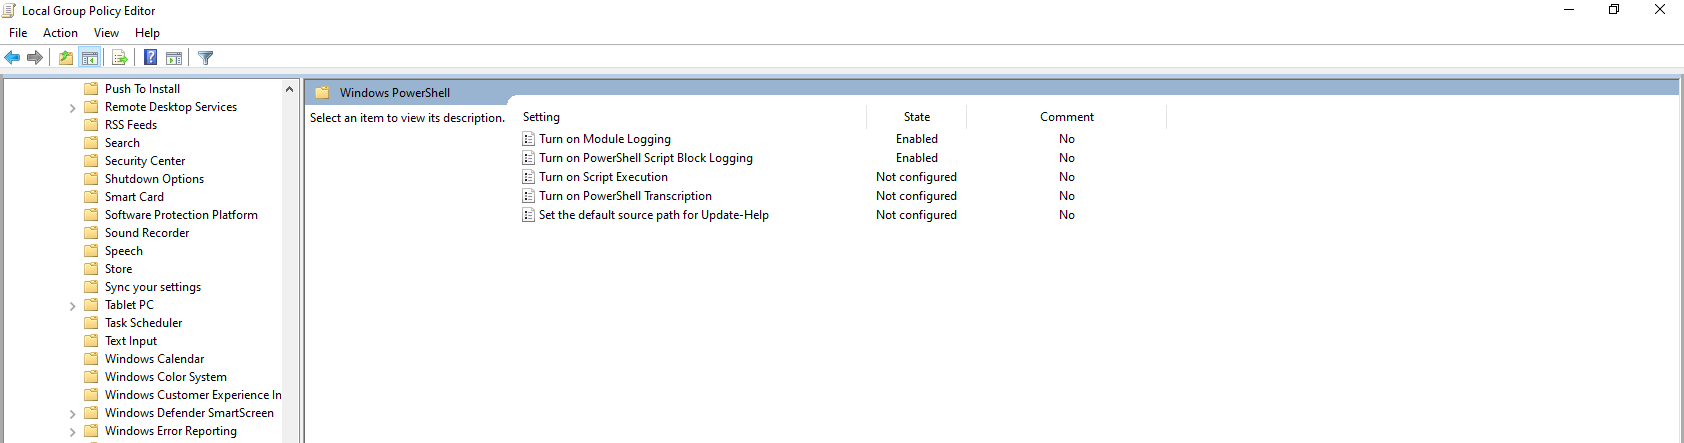 Local Group Policy Editor
File Action View Help
Push To Install
Remote Desktop Services
RSS Feeds
Search
Security Center
Shutdown Options
Smart Card
Software Protection Platform
Sound Recorder
Speech
Store
Sync your settings
Tablet PC
Task Scheduler
Text Input
Windows Calendar
Windows Color System
Windows Customer Experience In
Windows Defender SmartScreen
Windows Error Reporting
Windows PowerShell
Select an item to view its description.
Setting State Comment
Turn on Module Logging Enabled No
Turn on PowerShell Script Block Logging Enabled No
Turn on Script Execution Not configured No
Turn on PowerShell Transcription Not configured No
Set the default source path for Update-Help Not configured No